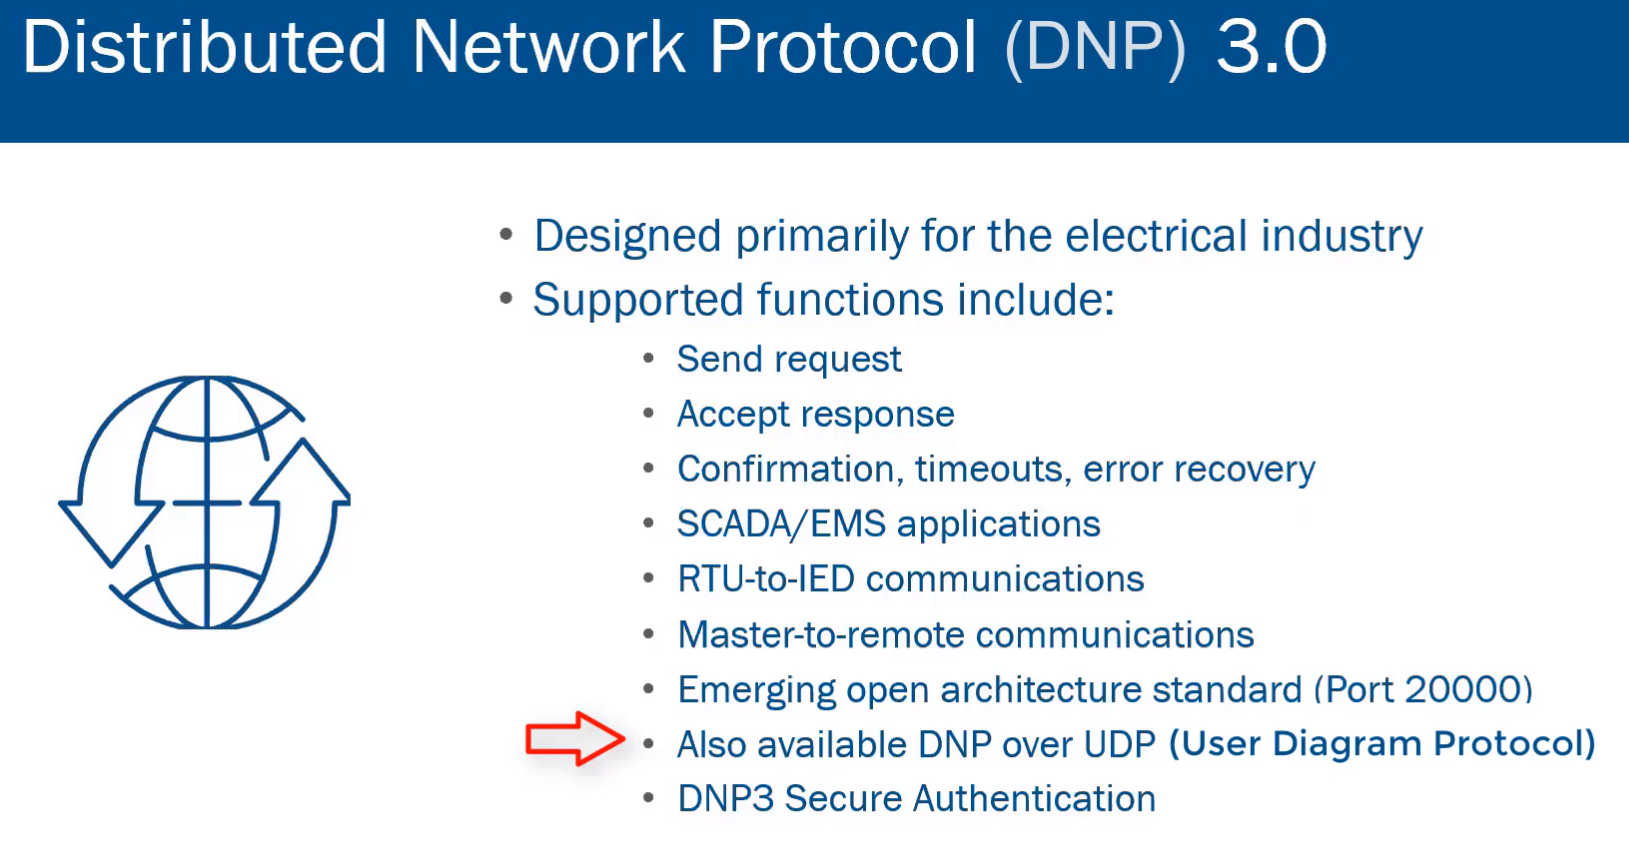 Distributed Network Protocol (DNP) 3.0
• Designed primarily for the electrical industry
• Supported functions include:
• Send request
• Accept response
• Confirmation, timeouts, error recovery
• SCADA/EMS applications
• RTU-to-IED communications
• Master-to-remote communications
• Emerging open architecture standard (Port 20000)
• Also available DNP over UDP (User Diagram Protocol)
• DNP3 Secure Authentication